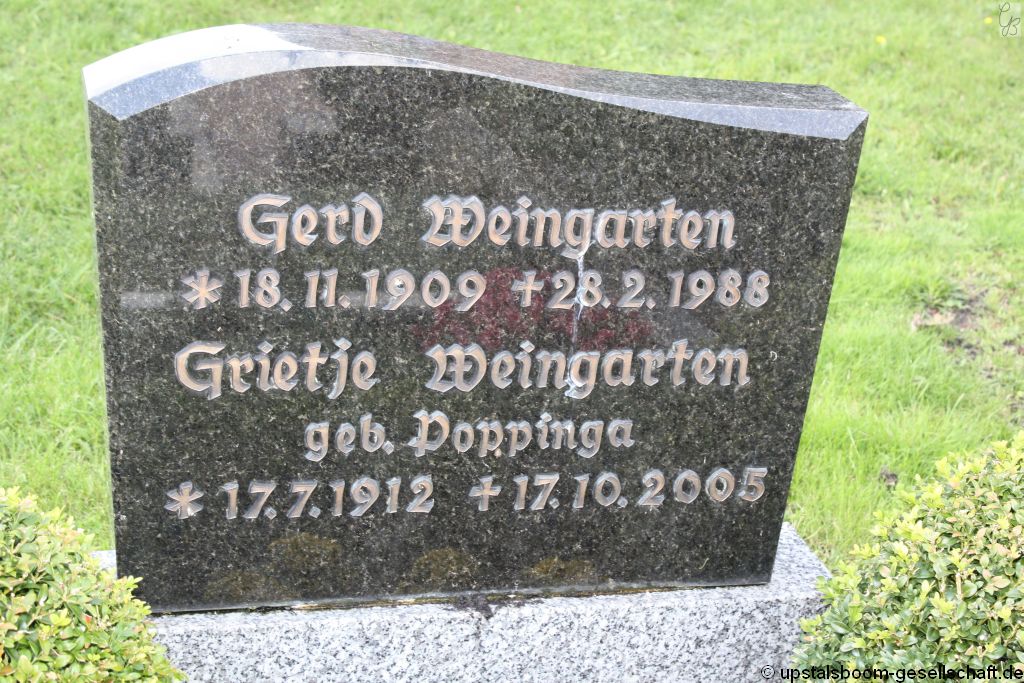 Gerd Weingarten
* 18.11.1909 †28.2.1988
Grietje Weingarten
geb. Poppinga
* 17.7.1912 † 17.10.2005
GB
© upstalsboom-gesellschaft.de